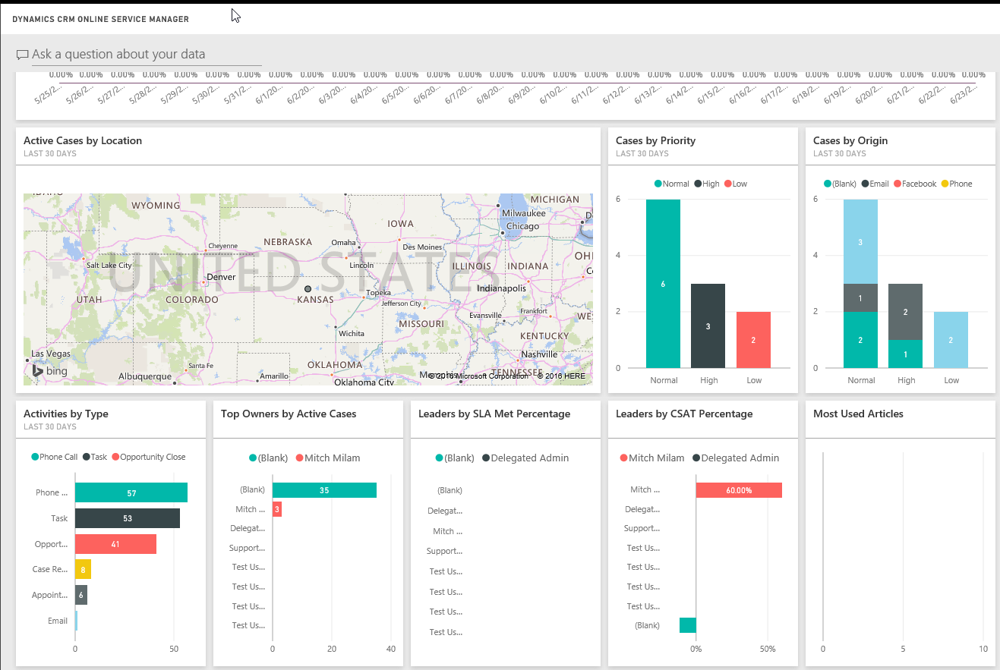 DYNAMICS CRM ONLINE SERVICE MANAGER
Ask a question about your data
0.00% 0.00% 0.00% 0.00% 0.00% 0.00% 0.00% 0.00% 0.00% 0.00% 0.00% 0.00% 0.00% 0.00% 0.00% 0.00% 0.00% 0.00% 0.00% 0.00% 0.00% 0.00% 0.00% 0.00% 0.00% 0.00% 0.00% 0.00% 0.00% 0.00%
5/25/2... 5/26/2... 5/27/2... 5/28/2... 5/29/2... 5/30/2... 5/31/2... 6/1/20... 6/2/20... 6/3/20... 6/4/20... 6/5/20... 6/6/20... 6/7/20... 6/8/20... 6/9/20... 6/10/2... 6/11/2... 6/12/2... 6/13/2... 6/14/2... 6/15/2... 6/16/2... 6/17/2... 6/18/2... 6/19/2... 6/20/2... 6/21/2... 6/22/2... 6/23/2...
Active Cases by Location
LAST 30 DAYS
IDAHO
WYOMING
MICHIGAN
Milwaukee
Chicago
IOWA
NEBRASKA
Omaha
Des Moines
Cheyenne
Salt Lake City
Lincoln
UNITED STATES
ILLINOIS
INDIANA
Denver
Indianapolis
Topeka
UTAH
COLORADO
KANSAS
Jefferson City
Evansville
Frankfort
MISSOURI
Wichita
KENTUCKY
Las Vegas
Nashville
bing
Santa Fe
OKLAHOMA
TENNESSEE
Albuquerque
Amarillo
Oklahoma City
© 2016 Microsoft Corporation © 2016 HERE
Cases by Priority
LAST 30 DAYS
Normal High Low
6
4
2
0
6
3
2
Normal High Low
Cases by Origin
LAST 30 DAYS
(Blank) Email Facebook Phone
6
4
2
0
3
1
2
2
1
2
Normal High Low
Activities by Type
LAST 30 DAYS
Phone Call Task Opportunity Close
Phone ... 57
Task 53
Opport... 41
Case Re... 8
Appoint... 6
Email
0 50
Top Owners by Active Cases
(Blank) Mitch Milam
(Blank) 35
Mitch ... 3
Delegat...
Support...
Test Us...
Test Us...
Test Us...
Test Us...
0 20 40
Leaders by SLA Met Percentage
(Blank) Delegated Admin
(Blank)
Delegat...
Mitch ...
Support...
Test Us...
Test Us...
Test Us...
Test Us...
Leaders by CSAT Percentage
Mitch Milam Delegated Admin
Mitch ... 60.00%
Delegat...
Support...
Test Us...
Test Us...
Test Us...
Test Us...
(Blank)
0% 50%
Most Used Articles
0 5 10